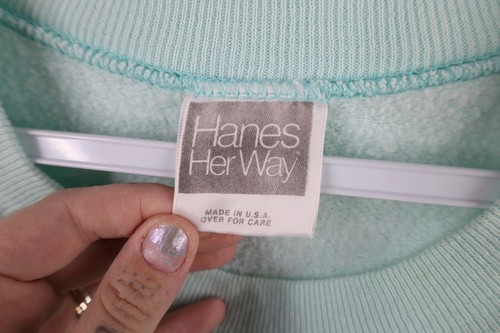 Hanes
Her Way
MADE IN U.S.A.
OVER FOR CARE